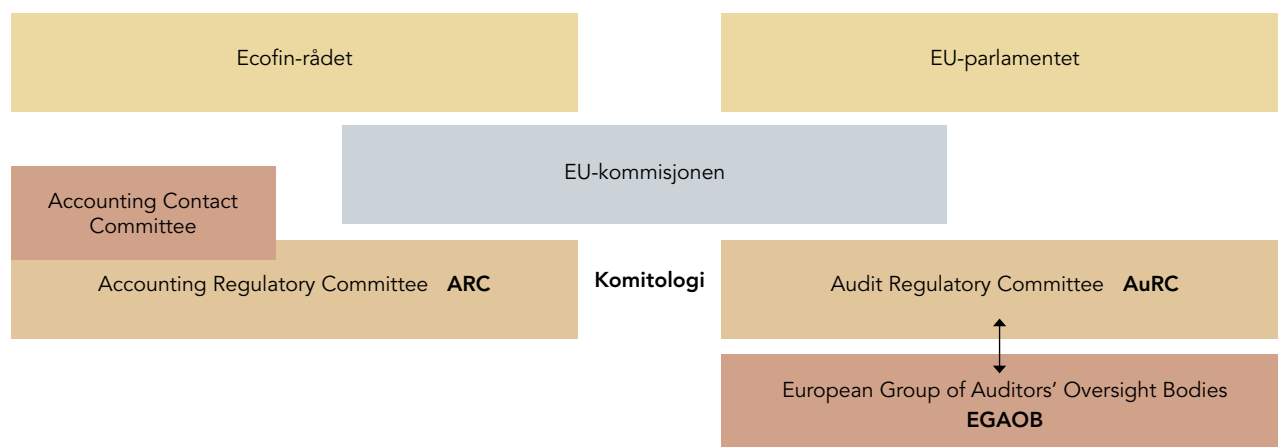 Ecofin-rådet
EU-parlamentet
EU-kommisjonen
Accounting Contact
Committee
Accounting Regulatory Committee ARC
Komitologi
Audit Regulatory Committee AuRC
European Group of Auditors’ Oversight Bodies
EGAOB